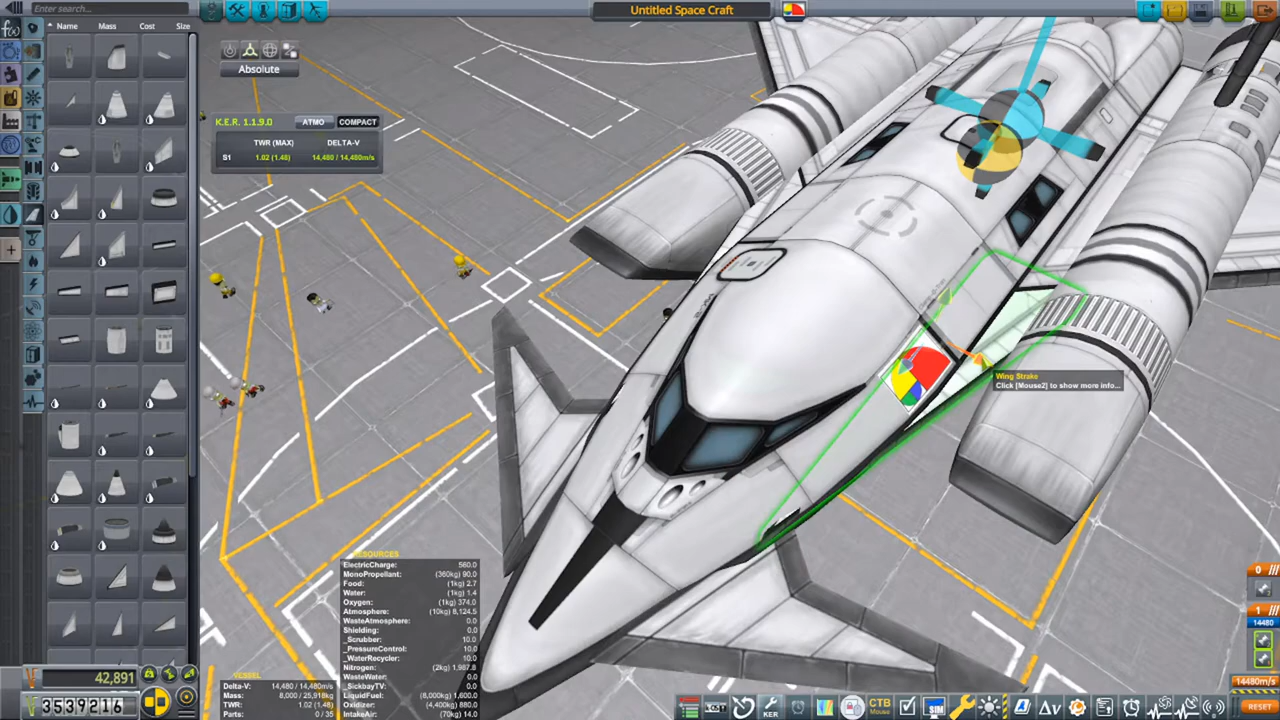 Enter search...
Untitled Space Craft
Name Mass Cost Size
Absolute
K.E.R. 1.1.9.0 ATMO COMPACT
TWR (MAX) DELTA-V
S1 1.02 (1.48) 14,480 / 14,480m/s
Wing Strake
Click [Mouse2] to show more info...
RESOURCES
ElectricCharge: 560.0
MonoPropellant: (360kg) 90.0
Food: (1kg) 2.7
Water: (1kg) 1.4
Oxygen: (1kg) 374.0
Atmosphere: (10kg) 8,124.5
WasteAtmosphere: 0.0
Shielding: 0.0
_Scrubber: 10.0
_PressureControl: 10.0
_WaterRecycler: 10.0
Nitrogen: (2kg) 1,987.8
WasteWater: 0.0
_SickbayTV: 0.0
LiquidFuel: (8,000kg) 1,600.0
Oxidizer: (4,400kg) 880.0
IntakeAir: (70kg) 14.0
VESSEL
Delta-V: 14,480 / 14,480m/s
Mass: 8,000 / 25,918kg
TWR: 1.02 (1.48)
Parts: 0 / 35
42,891
3539216
0
1
14480
14480m/s
KER
CTB
Mouse
SIM
Δv
RESET